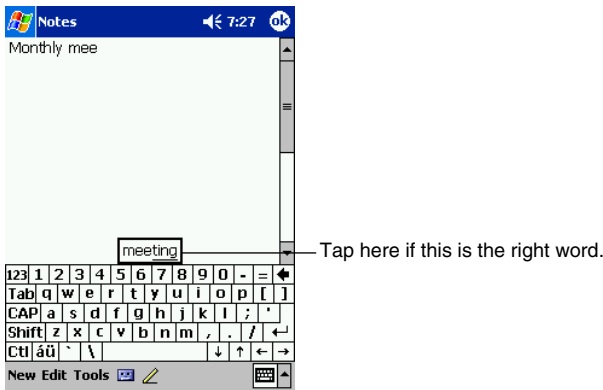 Notes 7:27 ok
Monthly mee
meeting
Tap here if this is the right word.
123 1 2 3 4 5 6 7 8 9 0 - = ←
Tab q w e r t y u i o p [ ]
CAP a s d f g h j k l ; '
Shift z x c v b n m , . / ↵
Ctl áü ` \ ↓ ↑ ← →
New Edit Tools